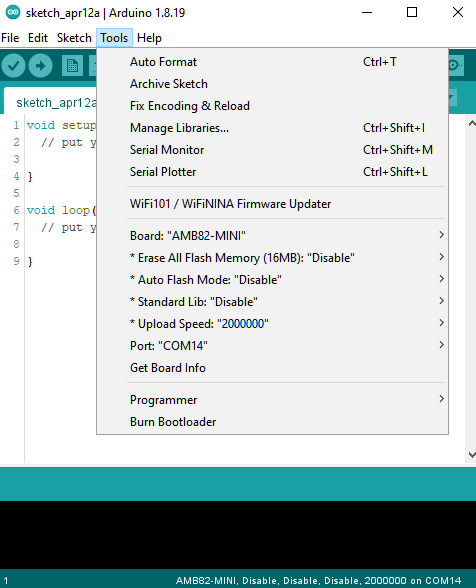 sketch_apr12a | Arduino 1.8.19
File Edit Sketch Tools Help
Auto Format Ctrl+T
Archive Sketch
sketch_apr12a
Fix Encoding & Reload
Manage Libraries... Ctrl+Shift+I
Serial Monitor Ctrl+Shift+M
Serial Plotter Ctrl+Shift+L
WiFi101 / WiFiNINA Firmware Updater
Board: "AMB82-MINI"
* Erase All Flash Memory (16MB): "Disable"
* Auto Flash Mode: "Disable"
* Standard Lib: "Disable"
* Upload Speed: "2000000"
Port: "COM14"
Get Board Info
Programmer
Burn Bootloader
1 void setup
2 // put y
3
4 }
5
6 void loop(
7 // put y
8
9 }
1 AMB82-MINI, Disable, Disable, Disable, 2000000 on COM14